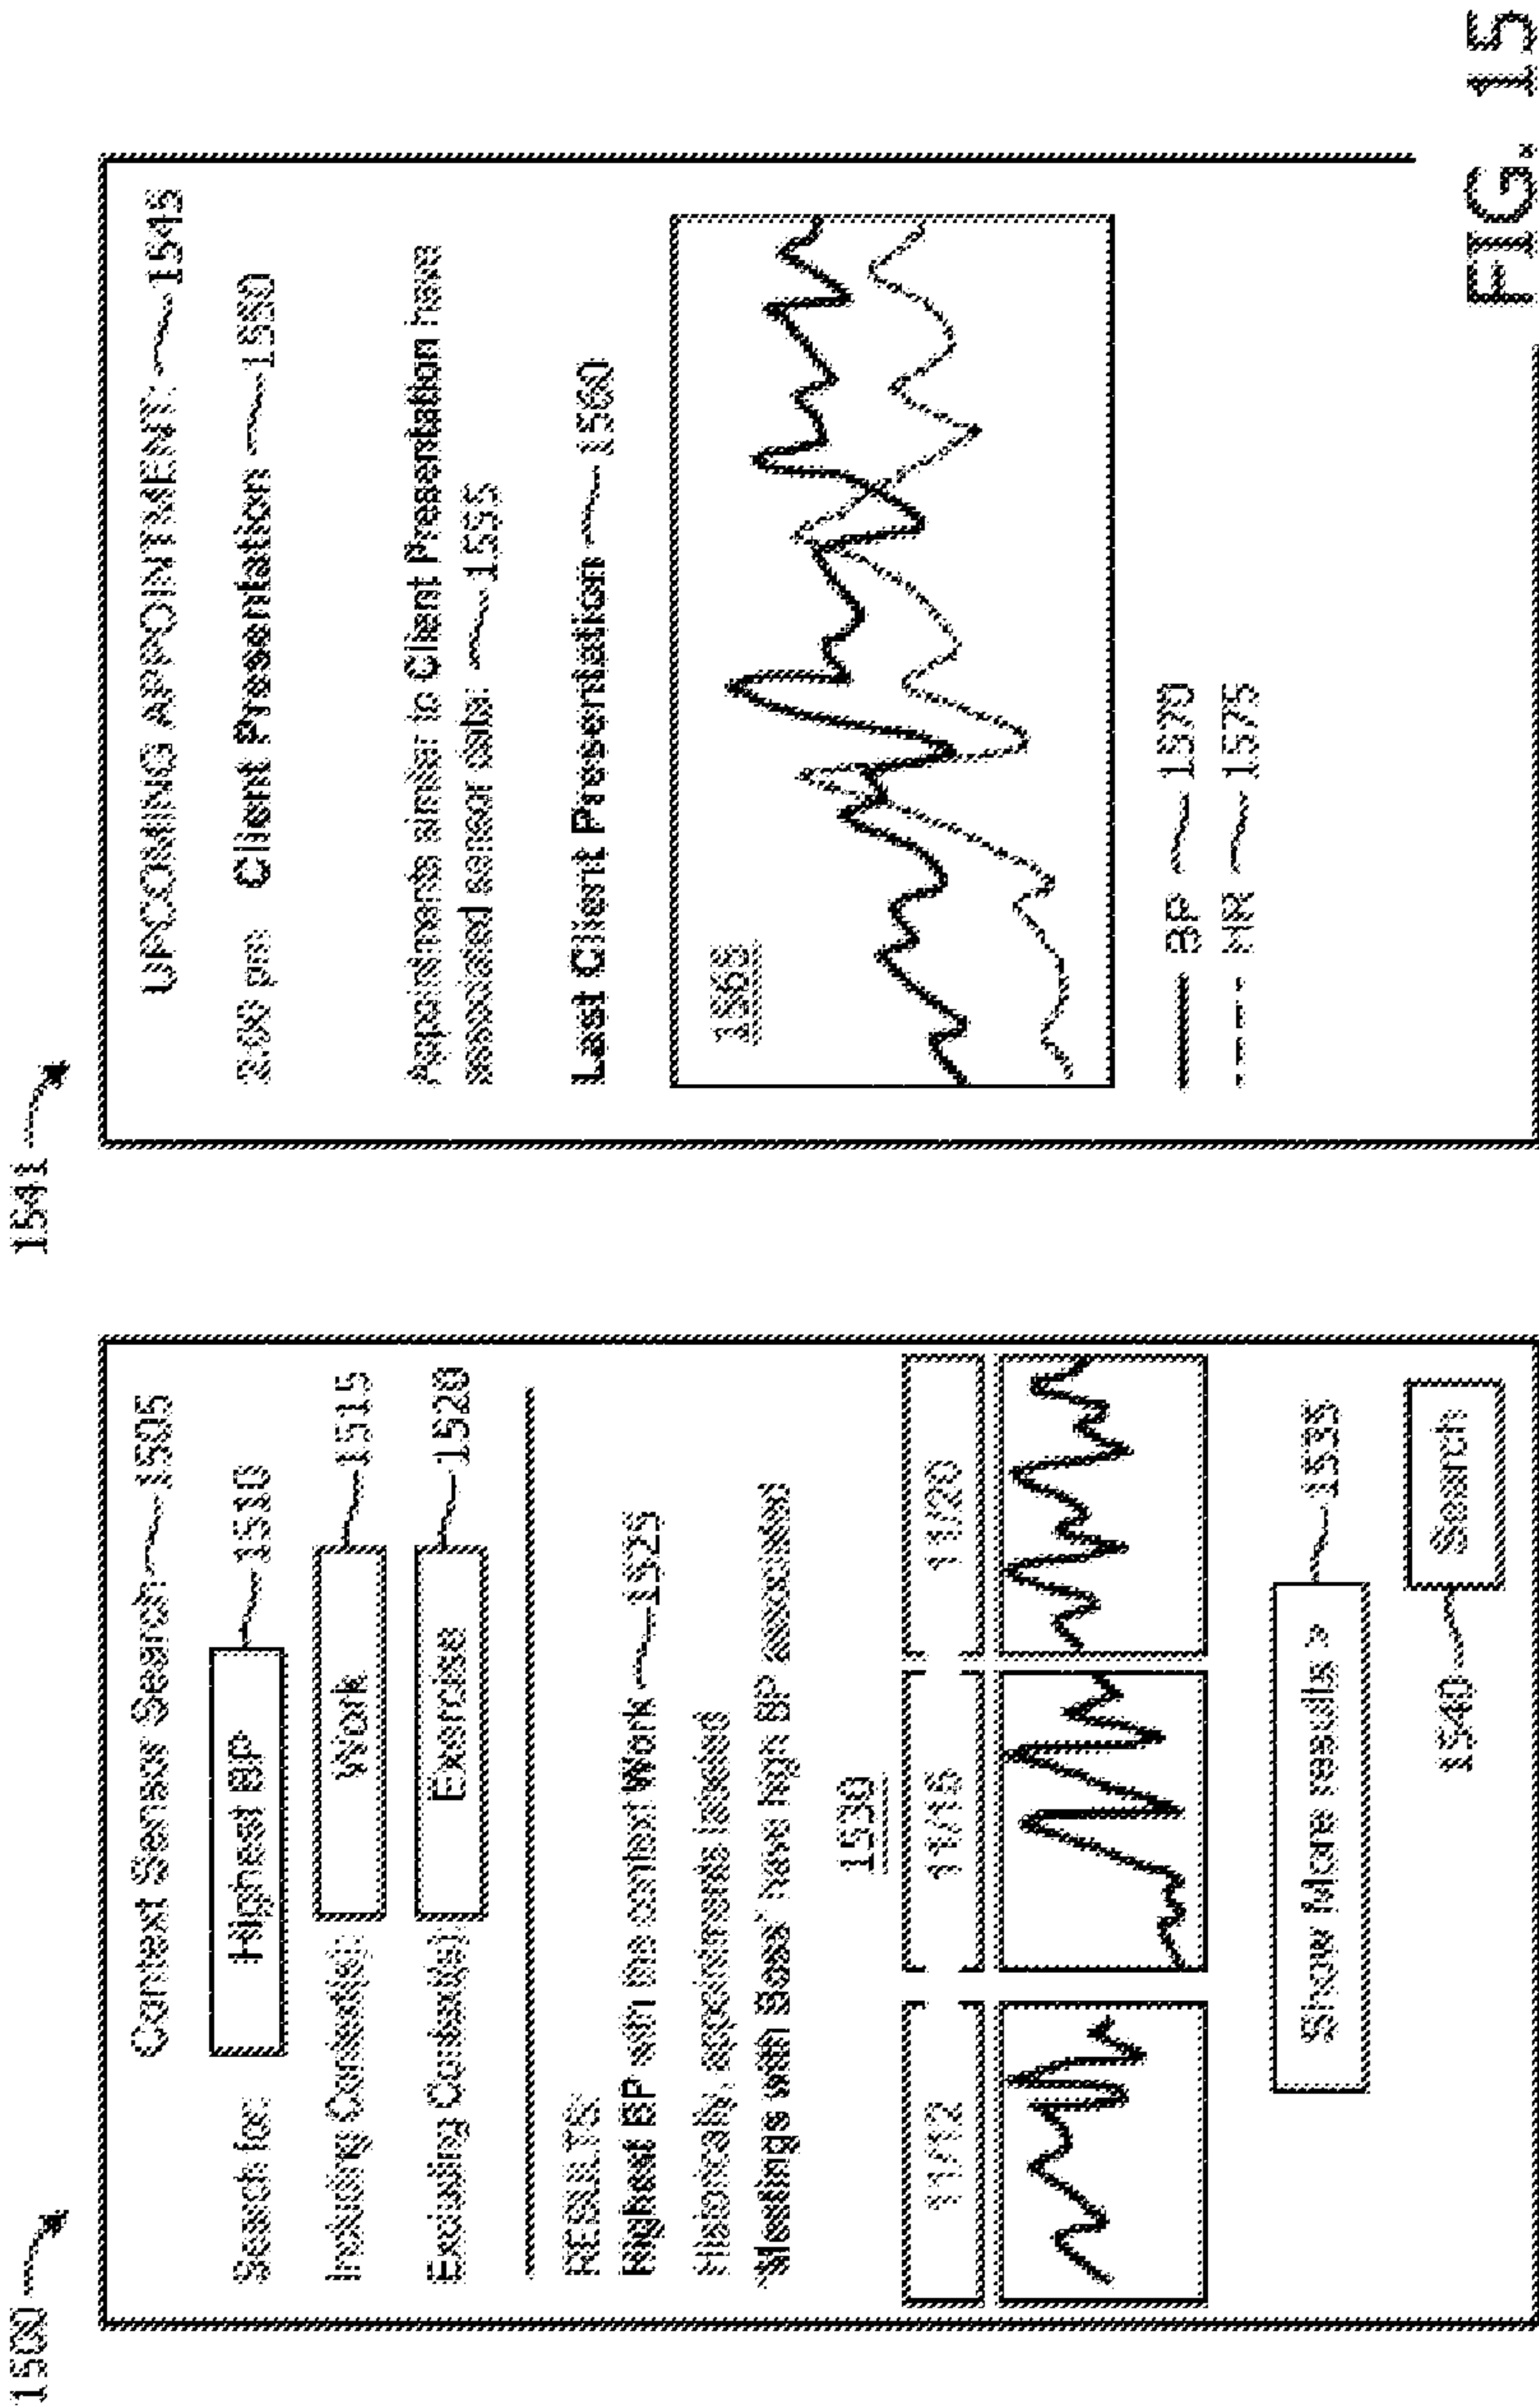 1500
Context Sensor Search 1505
Search for: Highest BP 1510
Including Context(s): Work 1515
Excluding Context(s): Exercise 1520
RESULTS:
Highest BP with the context Work 1525
Historically, appointments labeled
"Meetings with Boss" have high BP associated
1530
11/12 11/15 11/20
Show More results > 1535
1540 Search
1541
UPCOMING APPOINTMENT: 1545
2:00 pm Client Presentation 1550
Appointments similar to Client Presentation have
associated sensor data: 1555
Last Client Presentation 1560
1565
BP 1570
HR 1575
FIG. 15